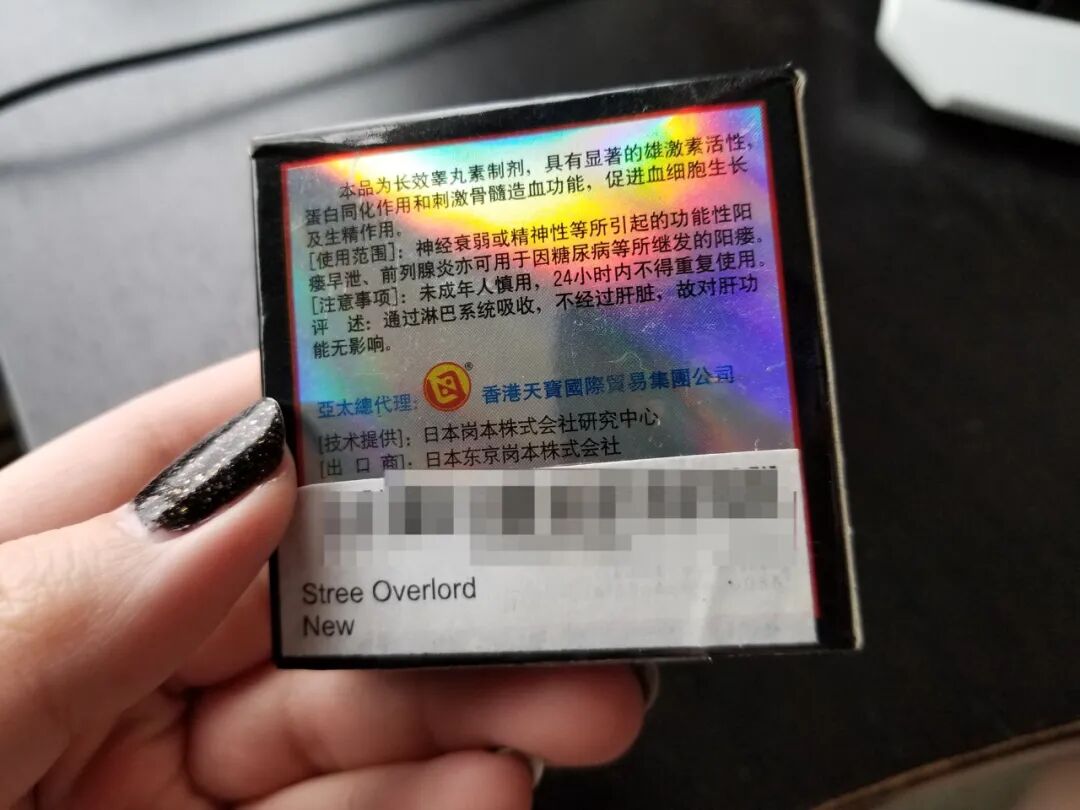 本品为长效睾丸素制剂，具有显著的雄激素活性，
蛋白同化作用和刺激骨髓造血功能，促进血细胞生长
及生精作用。
[使用范围]：神经衰弱或精神性等所引起的功能性阳
痿早泄、前列腺炎亦可用于因糖尿病等所继发的阳痿。
[注意事项]：未成年人慎用，24小时内不得重复使用。
评 述：通过淋巴系统吸收，不经过肝脏，故对肝功
能无影响。
亞太總代理：®香港天寶國際貿易集團公司
[技术提供]：日本岗本株式会社研究中心
[出 口 商]：日本东京岗本株式会社
Stree Overlord
New